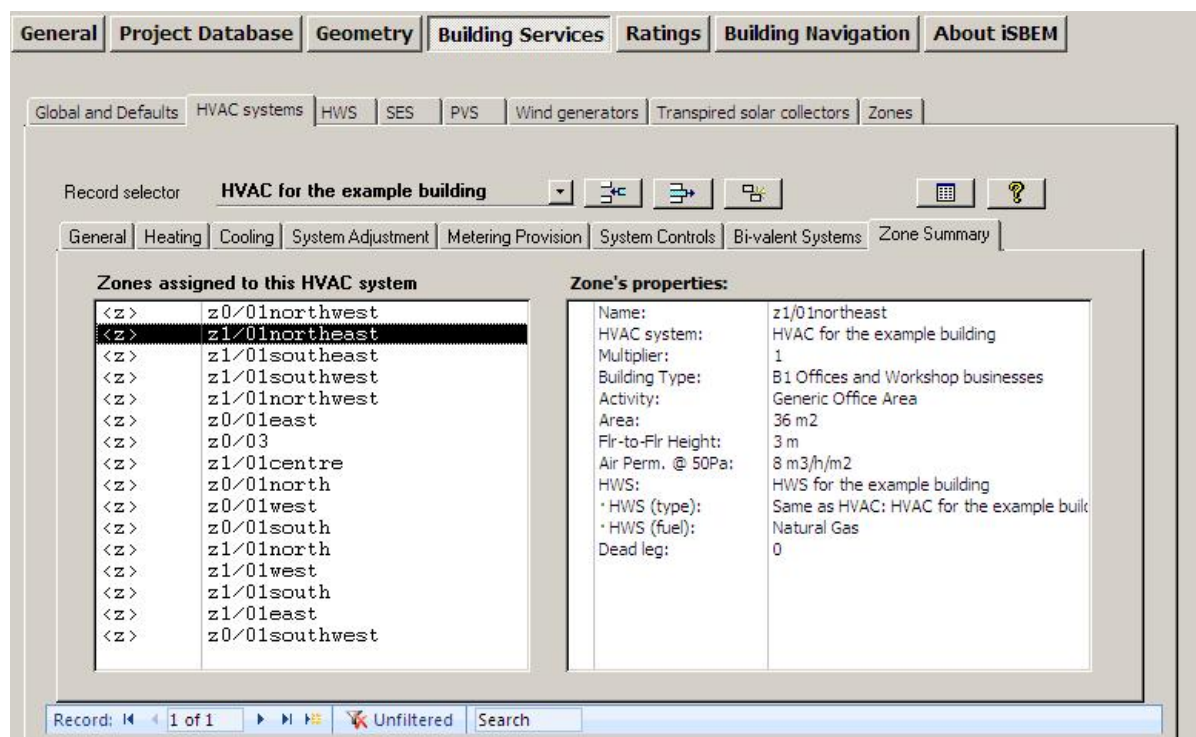 General Project Database Geometry Building Services Ratings Building Navigation About iSBEM
Global and Defaults HVAC systems HWS SES PVS Wind generators Transpired solar collectors Zones
Record selector HVAC for the example building
General Heating Cooling System Adjustment Metering Provision System Controls Bi-valent Systems Zone Summary
Zones assigned to this HVAC system
<z> z0/01northwest
<z> z1/01northeast
<z> z1/01southeast
<z> z1/01southwest
<z> z1/01northwest
<z> z0/01east
<z> z0/03
<z> z1/01centre
<z> z0/01north
<z> z0/01west
<z> z0/01south
<z> z1/01north
<z> z1/01west
<z> z1/01south
<z> z1/01east
<z> z0/01southwest
Zone's properties:
Name: z1/01northeast
HVAC system: HVAC for the example building
Multiplier: 1
Building Type: B1 Offices and Workshop businesses
Activity: Generic Office Area
Area: 36 m2
Flr-to-Flr Height: 3 m
Air Perm. @ 50Pa: 8 m3/h/m2
HWS: HWS for the example building
· HWS (type): Same as HVAC: HVAC for the example build
· HWS (fuel): Natural Gas
Dead leg: 0
Record: 1 of 1 Unfiltered Search